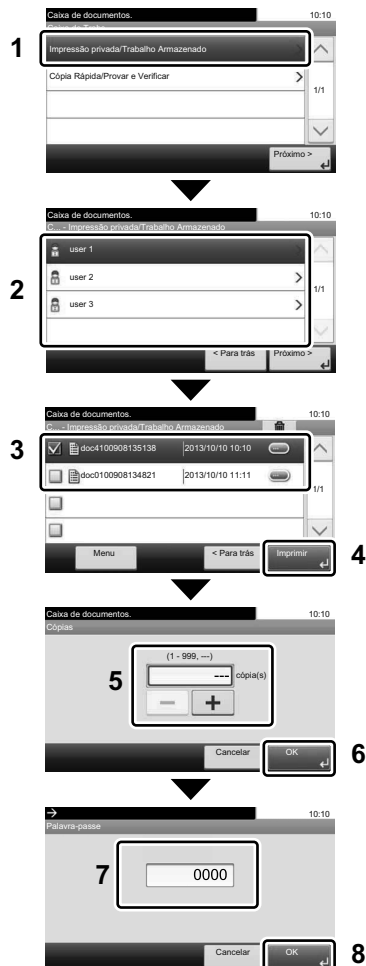 Caixa de documentos. 10:10
Caixa de Trabs.
1
Impressão privada/Trabalho Armazenado
Cópia Rápida/Provar e Verificar
1/1
Próximo >
Caixa de documentos. 10:10
C... - Impressão privada/Trabalho Armazenado
user 1
2
user 2
1/1
user 3
< Para trás Próximo >
Caixa de documentos. 10:10
C... - Impressão privada/Trabalho Armazenado
3
doc4100908135138 2013/10/10 10:10
doc0100908134821 2013/10/10 11:11
1/1
Menu < Para trás Imprimir 4
Caixa de documentos. 10:10
Cópias
(1 - 999, ---)
5
--- cópia(s)
Cancelar OK 6
10:10
Palavra-passe
7
0000
Cancelar OK 8